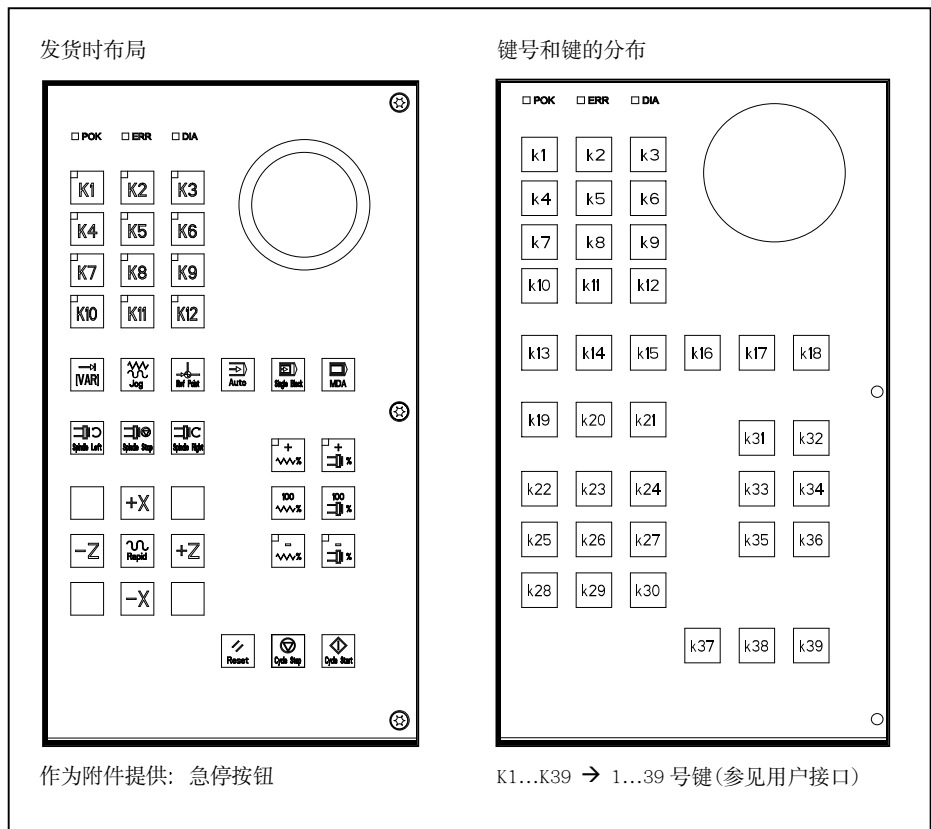 发货时布局
键号和键的分布
POK ERR DIA
K1 K2 K3
K4 K5 K6
K7 K8 K9
K10 K11 K12
[VAR] Jog Ref Point Auto Single Block MDA
Spindle Left Spindle Stop Spindle Right
+ % + %
+X 100 % 100 %
-Z Rapid +Z - % - %
-X
Reset Cycle Stop Cycle Start
作为附件提供: 急停按钮
POK ERR DIA
k1 k2 k3
k4 k5 k6
k7 k8 k9
k10 k11 k12
k13 k14 k15 k16 k17 k18
k19 k20 k21
k31 k32
k22 k23 k24 k33 k34
k25 k26 k27 k35 k36
k28 k29 k30
k37 k38 k39
K1...K39 → 1...39 号键(参见用户接口)